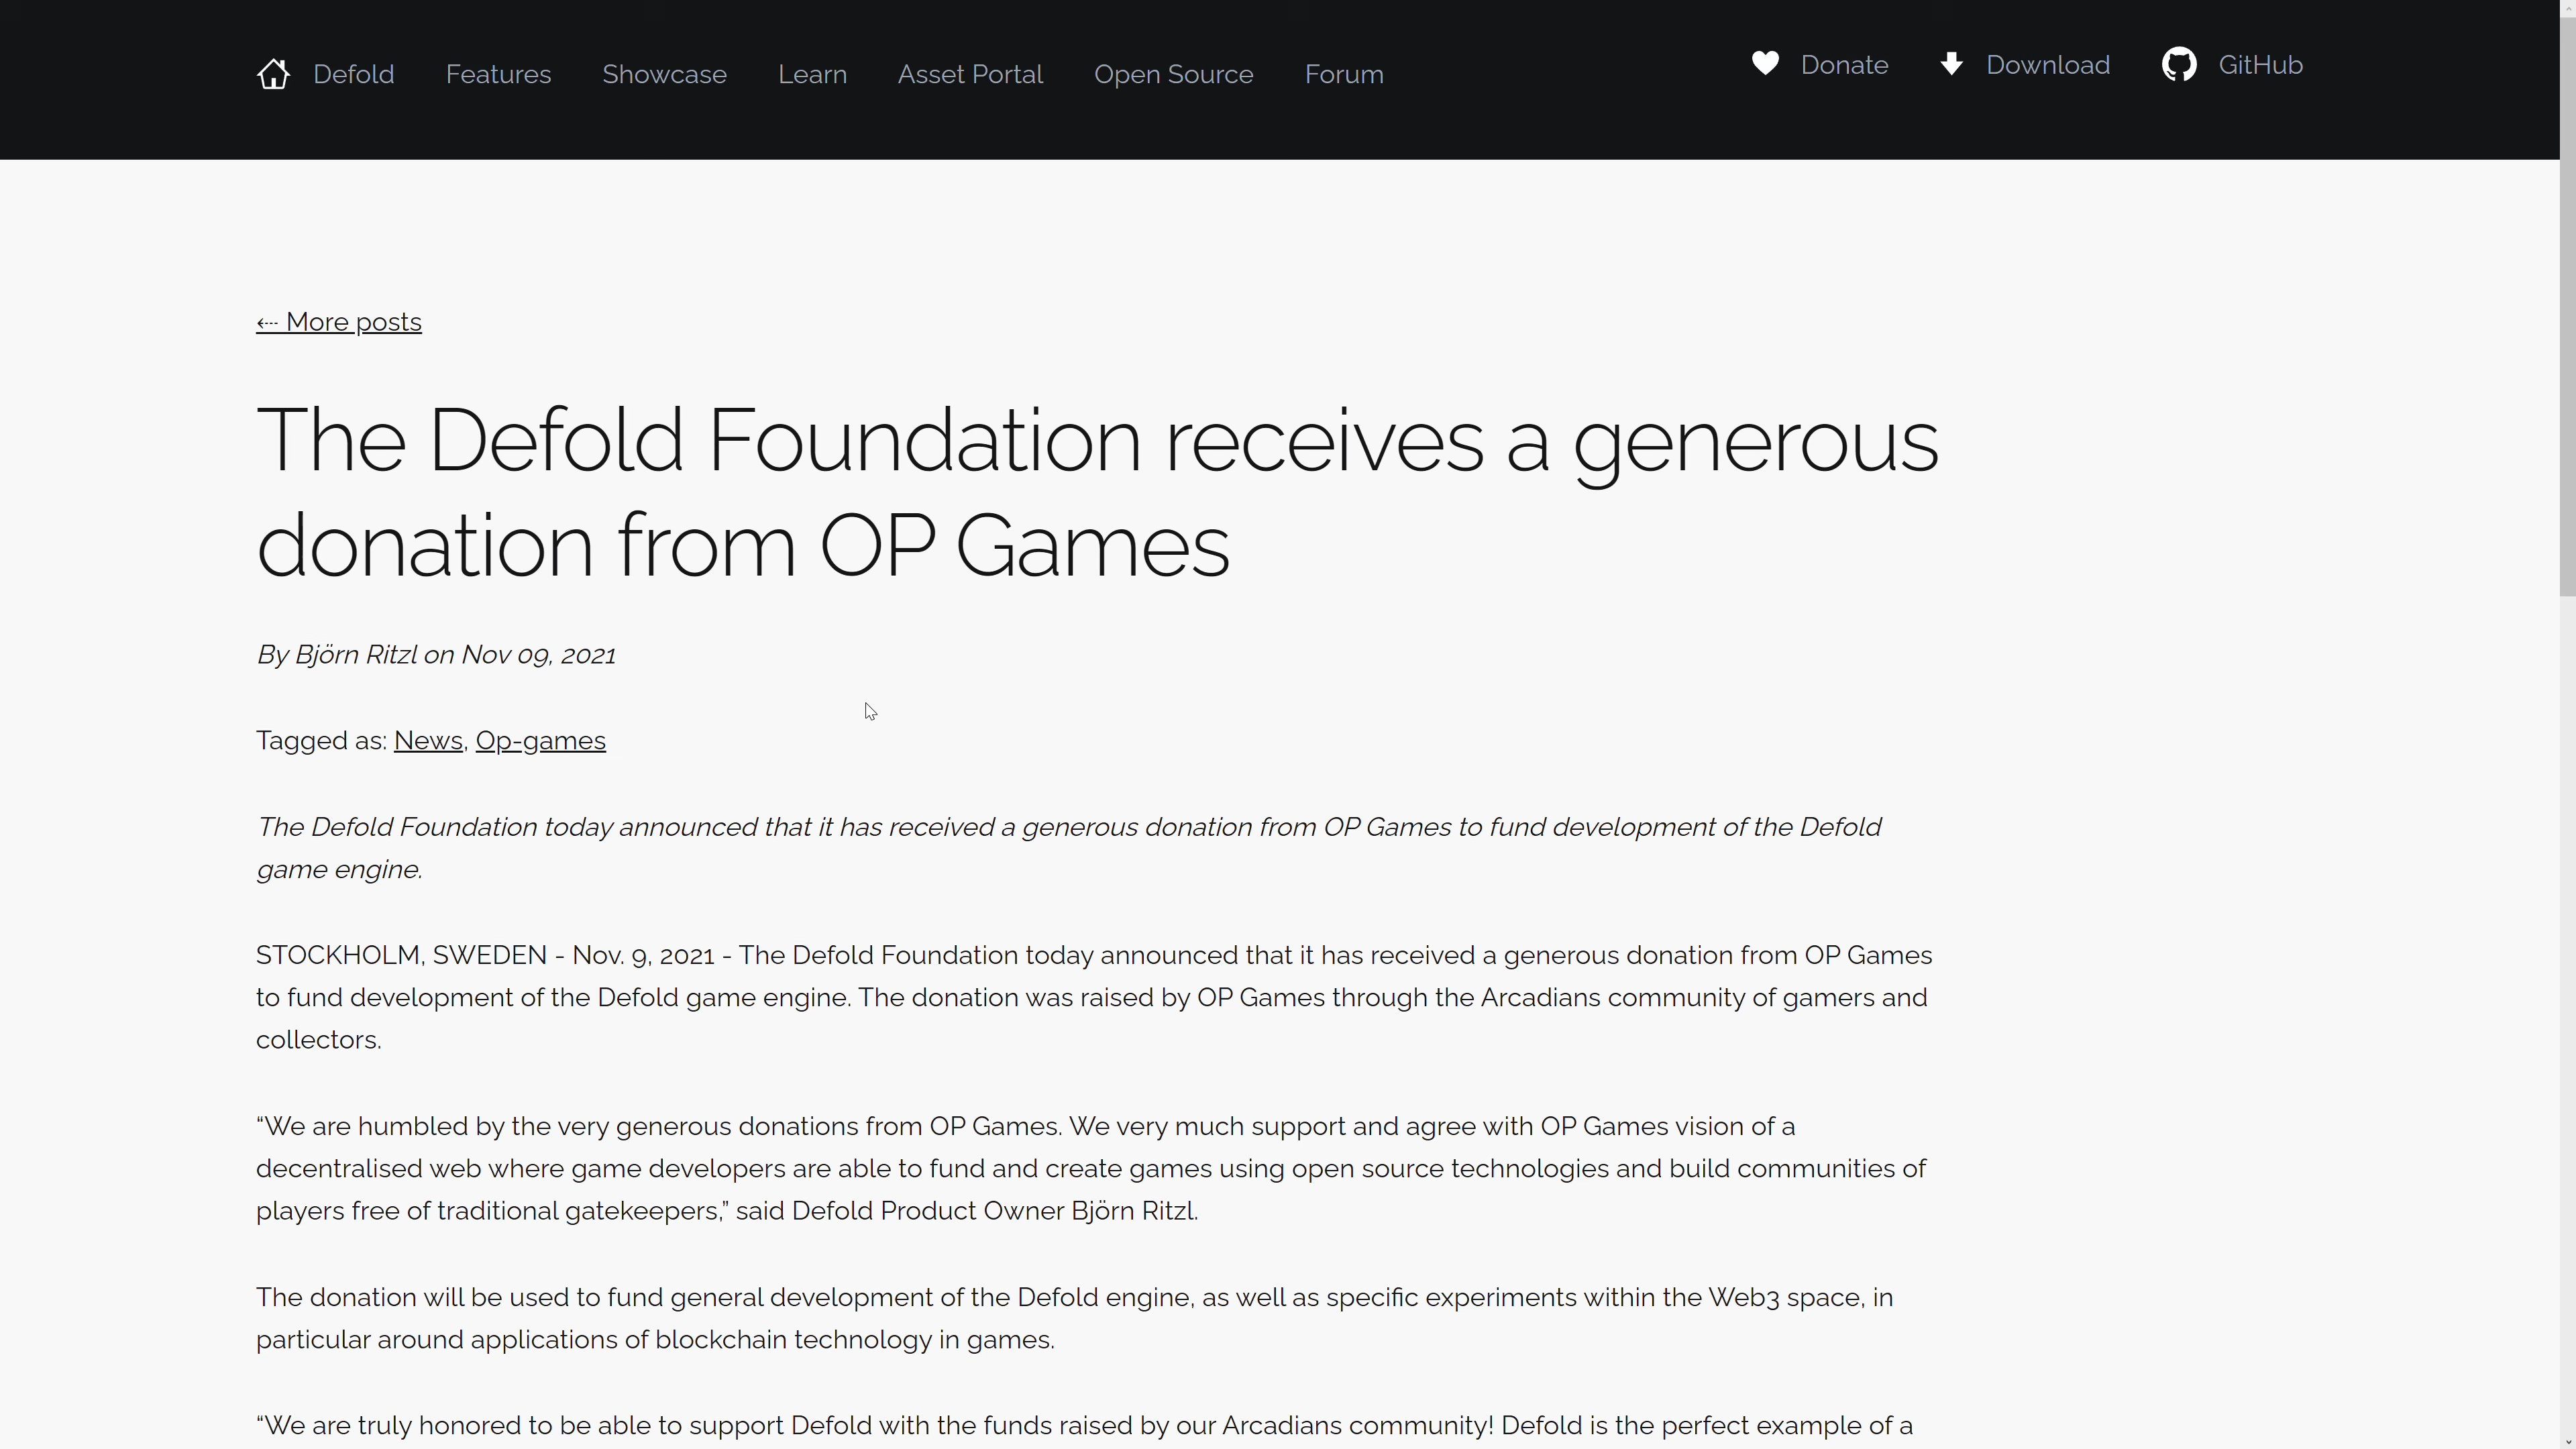 Defold Features Showcase Learn Asset Portal Open Source Forum Donate Download GitHub
⇠ More posts
The Defold Foundation receives a generous
donation from OP Games
By Björn Ritzl on Nov 09, 2021
Tagged as: News, Op-games
The Defold Foundation today announced that it has received a generous donation from OP Games to fund development of the Defold
game engine.
STOCKHOLM, SWEDEN - Nov. 9, 2021 - The Defold Foundation today announced that it has received a generous donation from OP Games
to fund development of the Defold game engine. The donation was raised by OP Games through the Arcadians community of gamers and
collectors.
“We are humbled by the very generous donations from OP Games. We very much support and agree with OP Games vision of a
decentralised web where game developers are able to fund and create games using open source technologies and build communities of
players free of traditional gatekeepers,” said Defold Product Owner Björn Ritzl.
The donation will be used to fund general development of the Defold engine, as well as specific experiments within the Web3 space, in
particular around applications of blockchain technology in games.
“We are truly honored to be able to support Defold with the funds raised by our Arcadians community! Defold is the perfect example of a